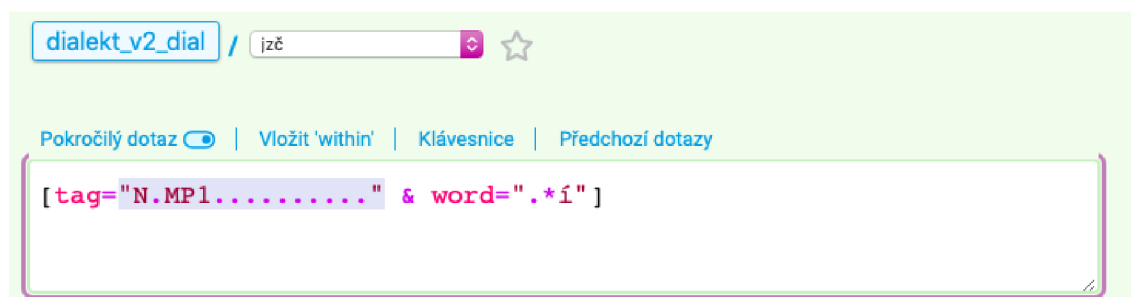 dialekt_v2_dial / jzč
Pokročilý dotaz | Vložit 'within' | Klávesnice | Předchozí dotazy
[tag="N.MP1.........." & word=".*í"]